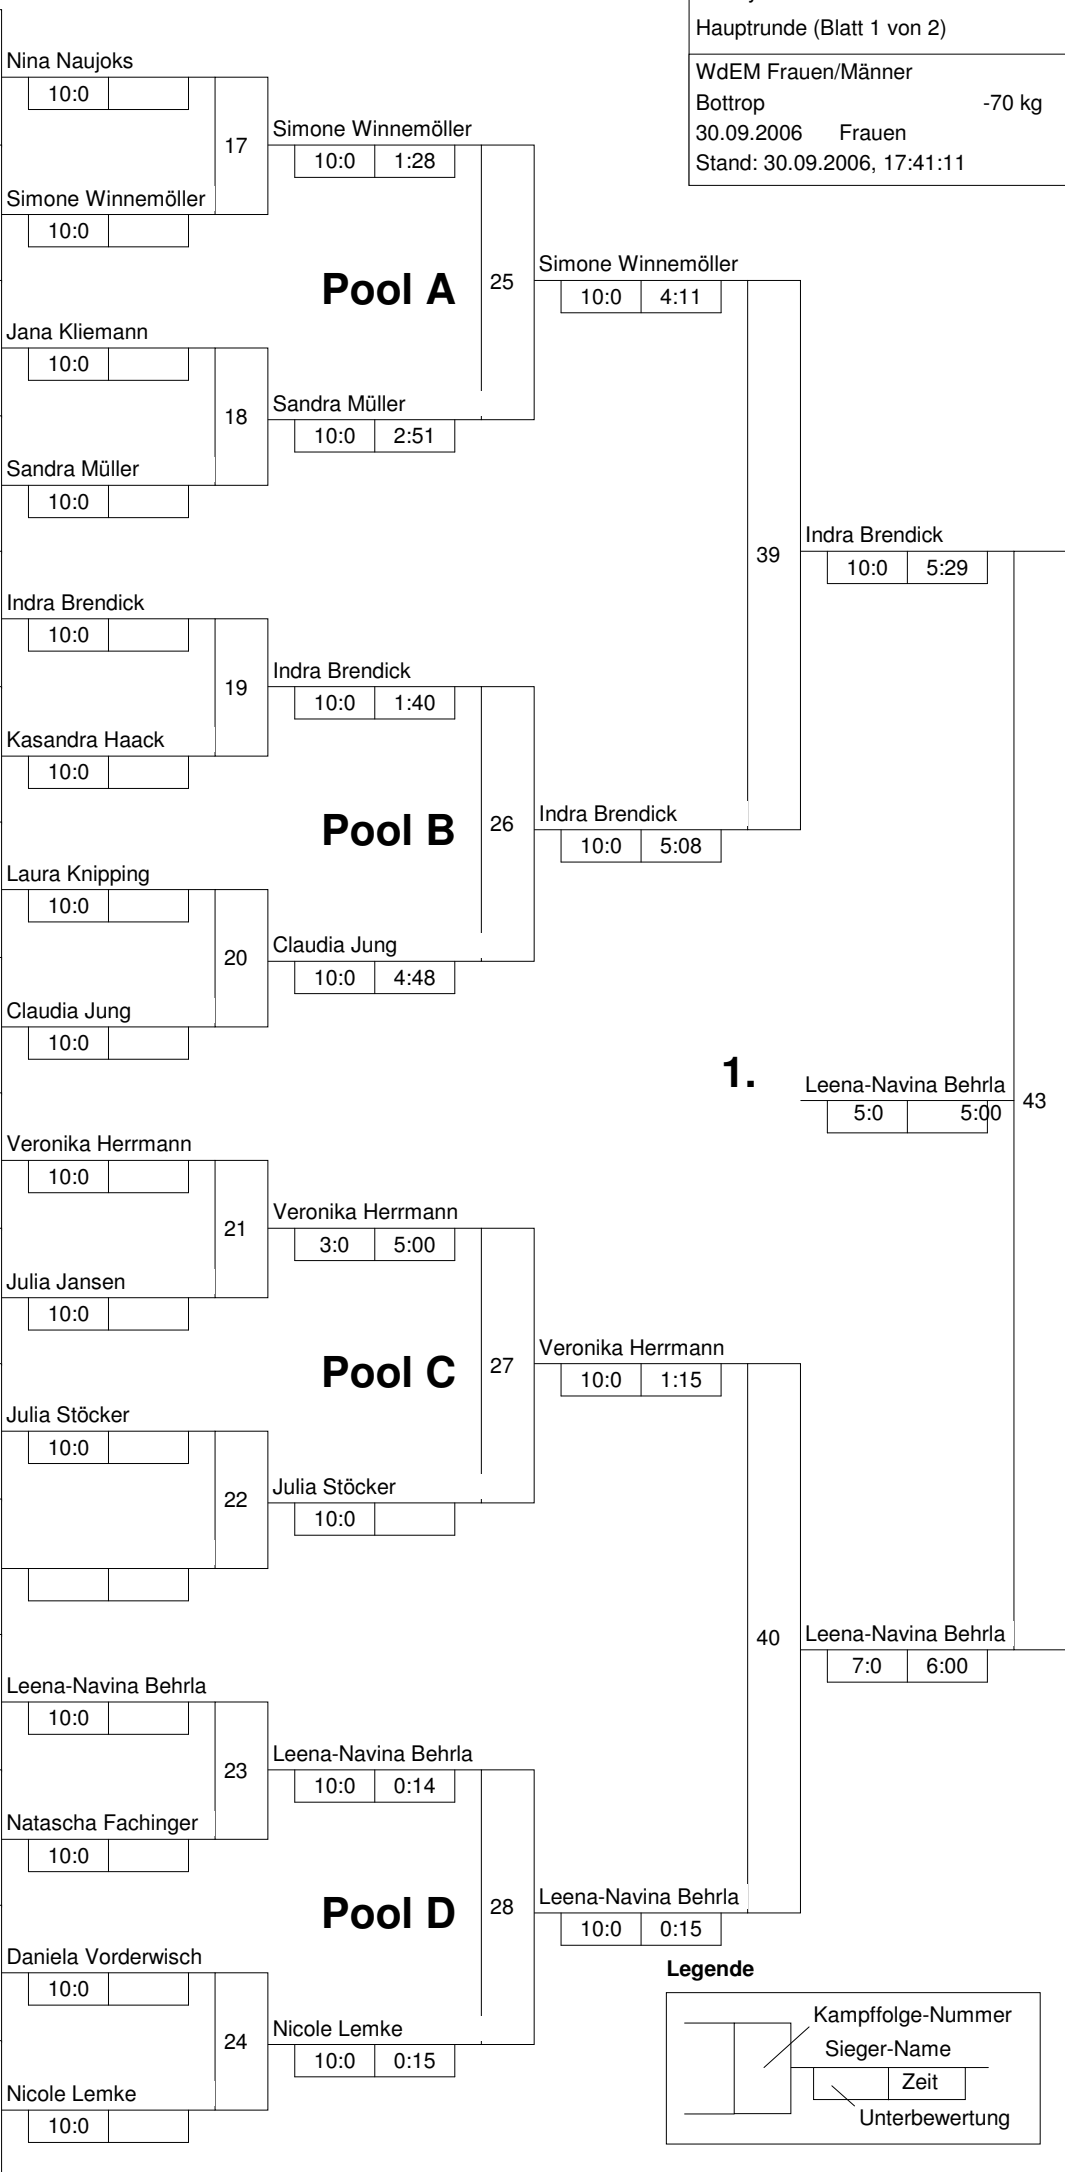 Hauptrunde (Blatt 1 von 2)
WdEM Frauen/Männer
Bottrop -70 kg
30.09.2006 Frauen
Stand: 30.09.2006, 17:41:11
Nina Naujoks
10:0
17
Simone Winnemöller
10:0 1:28
Simone Winnemöller
10:0
Pool A
25
Simone Winnemöller
10:0 4:11
Jana Kliemann
10:0
18
Sandra Müller
10:0 2:51
Sandra Müller
10:0
39
Indra Brendick
10:0 5:29
Indra Brendick
10:0
19
Indra Brendick
10:0 1:40
Kasandra Haack
10:0
Pool B
26
Indra Brendick
10:0 5:08
Laura Knipping
10:0
20
Claudia Jung
10:0 4:48
Claudia Jung
10:0
1.
Leena-Navina Behrla
5:0 5:00
43
Veronika Herrmann
10:0
21
Veronika Herrmann
3:0 5:00
Julia Jansen
10:0
Pool C
27
Veronika Herrmann
10:0 1:15
Julia Stöcker
10:0
22
Julia Stöcker
10:0
40
Leena-Navina Behrla
7:0 6:00
Leena-Navina Behrla
10:0
23
Leena-Navina Behrla
10:0 0:14
Natascha Fachinger
10:0
Pool D
28
Leena-Navina Behrla
10:0 0:15
Daniela Vorderwisch
10:0
24
Nicole Lemke
10:0 0:15
Nicole Lemke
10:0
Legende
Kampffolge-Nummer
Sieger-Name
Zeit
Unterbewertung